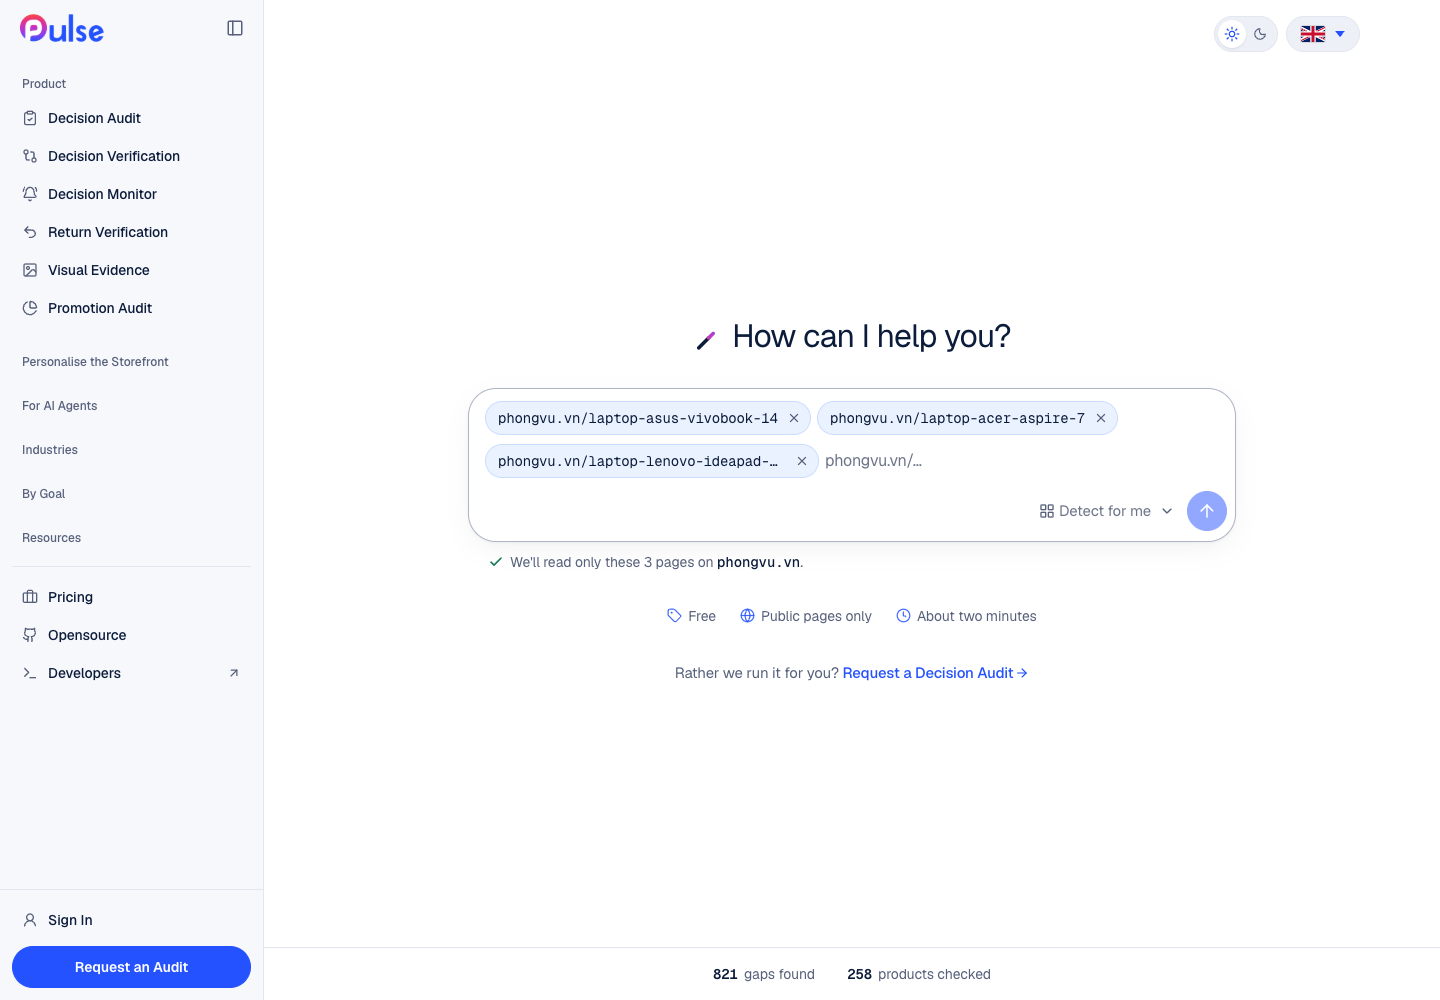 Pulse
Product
Decision Audit
Decision Verification
Decision Monitor
Return Verification
Visual Evidence
Promotion Audit
Personalise the Storefront
For AI Agents
Industries
By Goal
Resources
Pricing
Opensource
Developers
Sign In
Request an Audit
How can I help you?
phongvu.vn/laptop-asus-vivobook-14 phongvu.vn/laptop-acer-aspire-7
phongvu.vn/laptop-lenovo-ideapad-… phongvu.vn/...
Detect for me
We'll read only these 3 pages on phongvu.vn.
Free Public pages only About two minutes
Rather we run it for you? Request a Decision Audit
821 gaps found 258 products checked